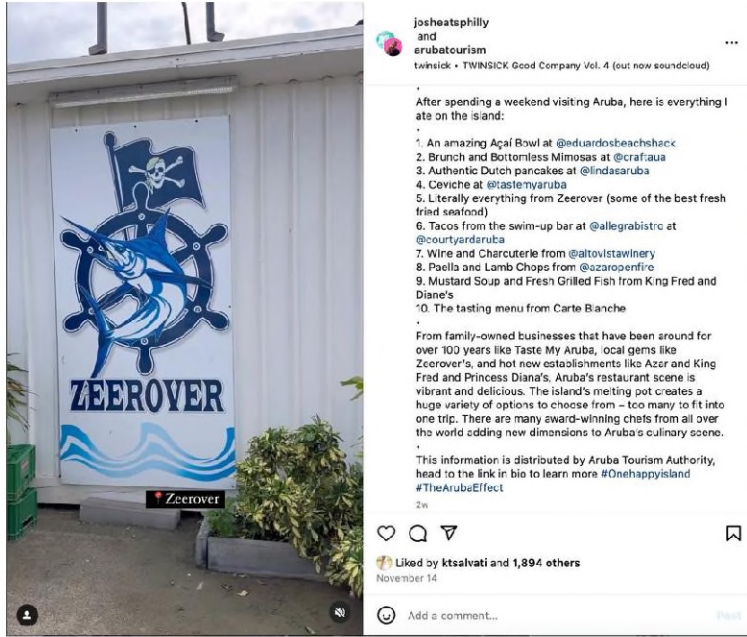 ZEEROVER
Zeerover
josheatsphilly
and
arubatourism
twinsick • TWINSICK Good Company Vol. 4 (out now soundcloud)
.
After spending a weekend visiting Aruba, here is everything I
ate on the island:
.
1. An amazing Açaí Bowl at @eduardosbeachshack
2. Brunch and Bottomless Mimosas at @craftaua
3. Authentic Dutch pancakes at @lindasaruba
4. Ceviche at @tastemyaruba
5. Literally everything from Zeerover (some of the best fresh
fried seafood)
6. Tacos from the swim-up bar at @allegrabistro at
@courtyardaruba
7. Wine and Charcuterie from @altovistawinery
8. Paella and Lamb Chops from @azaropenfire
9. Mustard Soup and Fresh Grilled Fish from King Fred and
Diane's
10. The tasting menu from Carte Blanche
.
From family-owned businesses that have been around for
over 100 years like Taste My Aruba, local gems like
Zeerover's, and hot new establishments like Azar and King
Fred and Princess Diana's, Aruba's restaurant scene is
vibrant and delicious. The island's melting pot creates a
huge variety of options to choose from – too many to fit into
one trip. There are many award-winning chefs from all over
the world adding new dimensions to Aruba's culinary scene.
.
This information is distributed by Aruba Tourism Authority,
head to the link in bio to learn more #Onehappyisland
#TheArubaEffect
2w
Liked by ktsalvati and 1,894 others
November 14
Add a comment...
Post